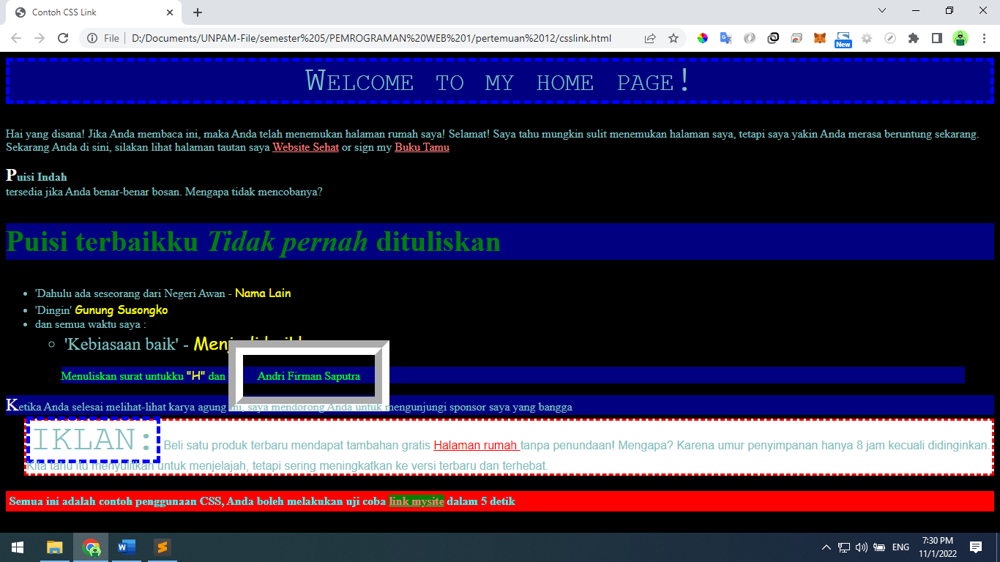 Contoh CSS Link
File
D:/Documents/UNPAM-File/semester%205/PEMROGRAMAN%20WEB%201/pertemuan%2012/csslink.html
New
Welcome to my home page!
Hai yang disana! Jika Anda membaca ini, maka Anda telah menemukan halaman rumah saya! Selamat! Saya tahu mungkin sulit menemukan halaman saya, tetapi saya yakin Anda merasa beruntung sekarang.
Sekarang Anda di sini, silakan lihat halaman tautan saya Website Sehat or sign my Buku Tamu
Puisi Indah
tersedia jika Anda benar-benar bosan. Mengapa tidak mencobanya?
Puisi terbaikku Tidak pernah dituliskan
'Dahulu ada seseorang dari Negeri Awan - Nama Lain
'Dingin' Gunung Susongko
dan semua waktu saya :
'Kebiasaan baik' -
Menuliskan surat untukku "H" dan Andri Firman Saputra
Ketika Anda selesai melihat-lihat karya agung ini, saya mendorong Anda untuk mengunjungi sponsor saya yang bangga
IKLAN: Beli satu produk terbaru mendapat tambahan gratis Halaman rumah tanpa penundaan! Mengapa? Karena umur penyimpanan hanya 8 jam kecuali didinginkan
Kita tahu itu menyulitkan untuk menjelajah, tetapi sering meningkatkan ke versi terbaru dan terhebat.
Semua ini adalah contoh penggunaan CSS, Anda boleh melakukan uji coba link mysite dalam 5 detik
ENG
7:30 PM
11/1/2022